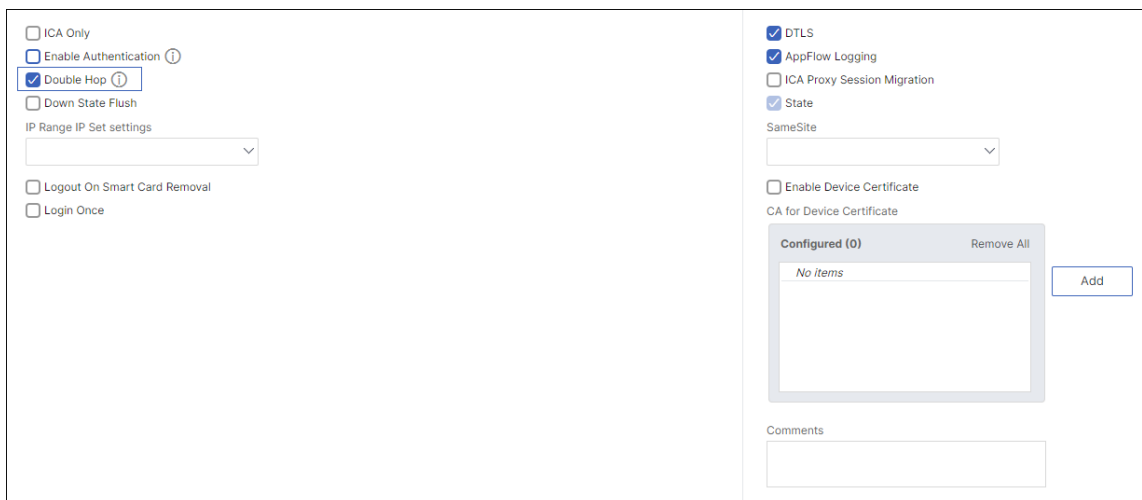 ICA Only
Enable Authentication
Double Hop
Down State Flush
IP Range IP Set settings
Logout On Smart Card Removal
Login Once
DTLS
AppFlow Logging
ICA Proxy Session Migration
State
SameSite
Enable Device Certificate
CA for Device Certificate
Configured (0) Remove All
No items
Add
Comments